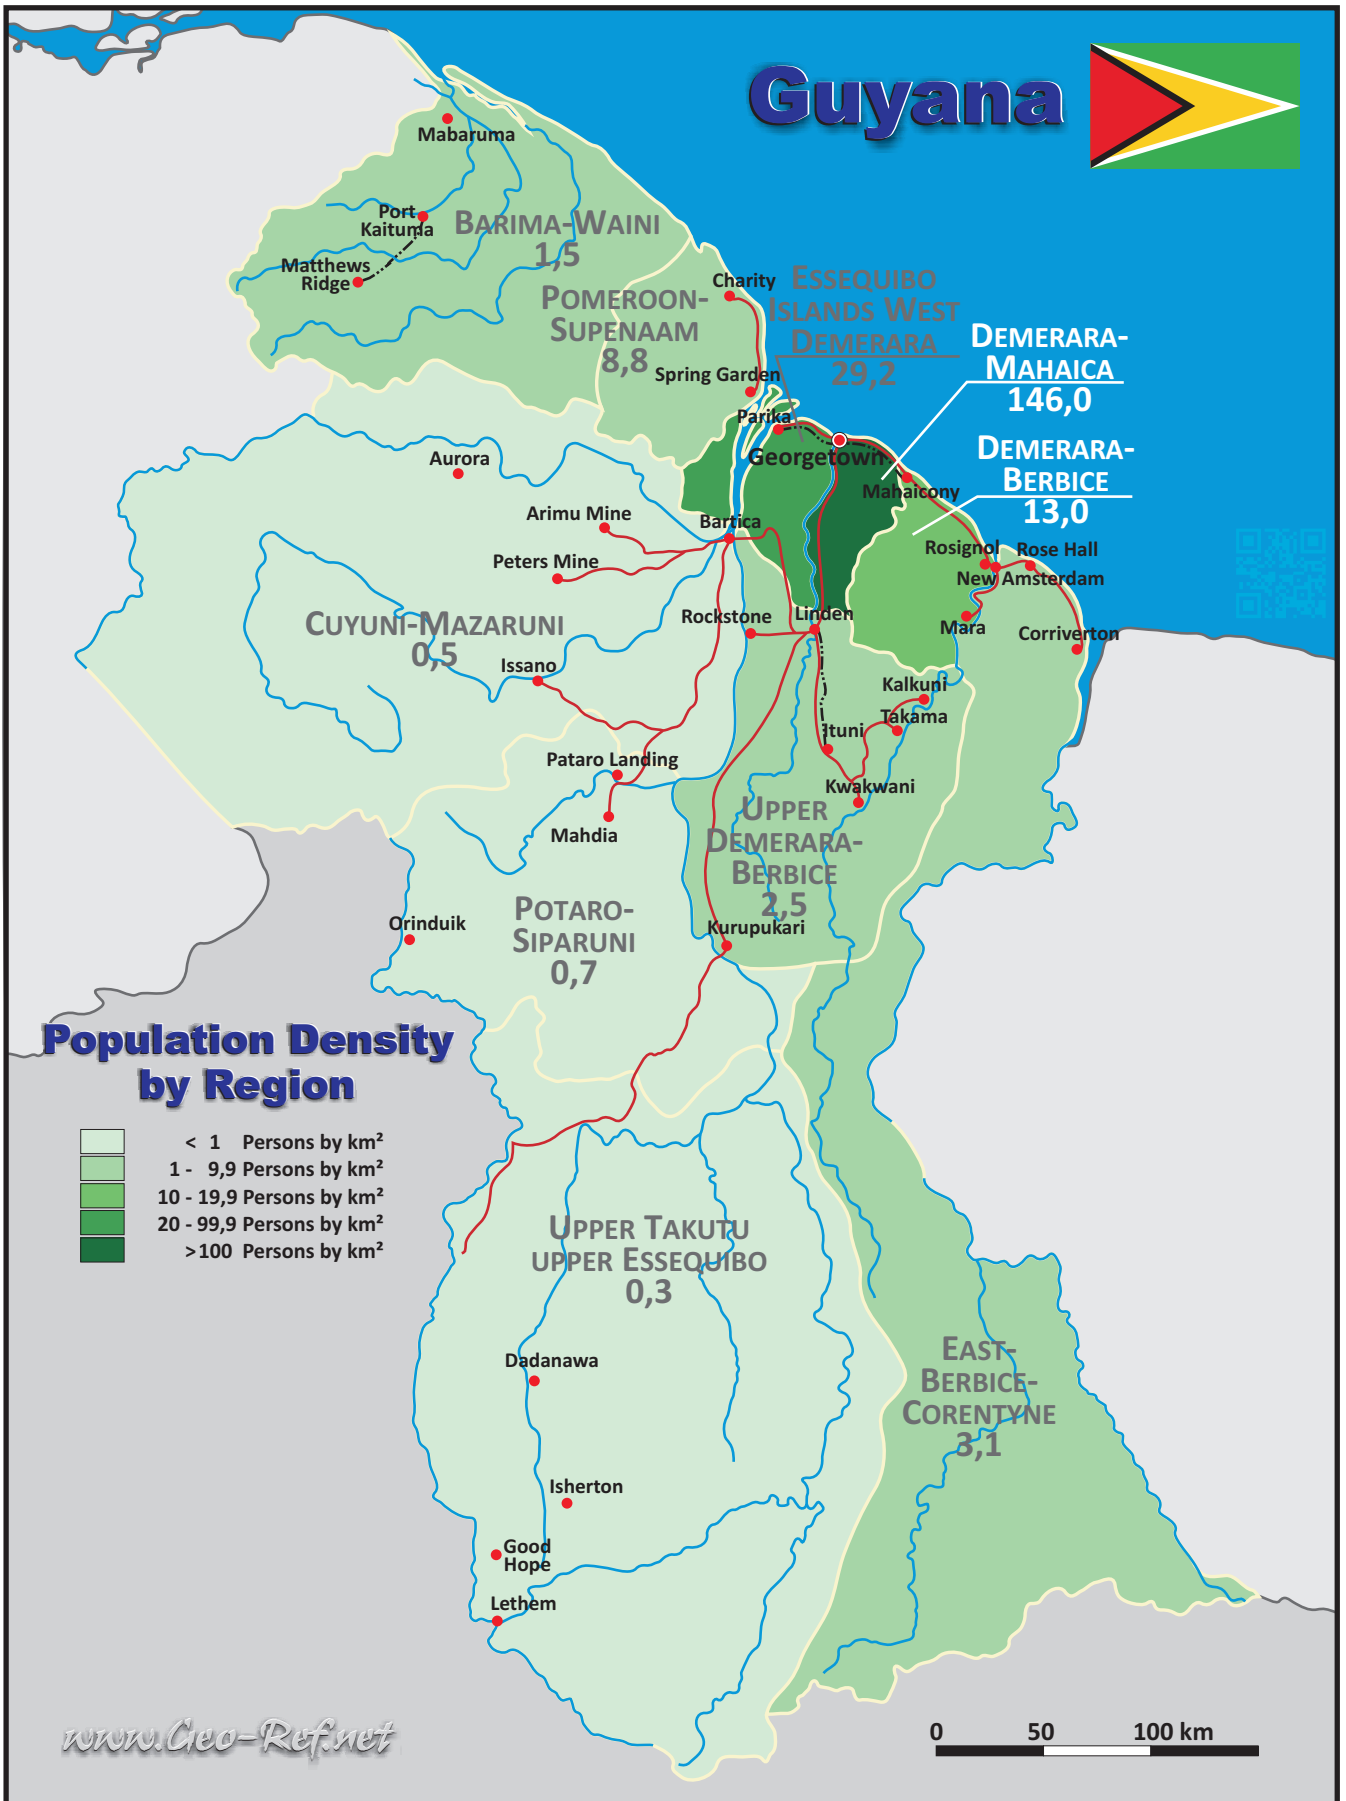 Guyana
Mabaruma
Port
Kaituma
BARIMA-WAINI
1,5
Matthews
Ridge
Charity
ESSEQUIBO
ISLANDS WEST
DEMERARA
29,2
POMEROON-
SUPENAAM
8,8
DEMERARA-
MAHAICA
146,0
Spring Garden
Parika
Georgetown
DEMERARA-
BERBICE
13,0
Aurora
Mahaicony
Arimu Mine
Bartica
Peters Mine
Rosignol
Rose Hall
New Amsterdam
CUYUNI-MAZARUNI
0,5
Rockstone
Linden
Mara
Corriverton
Issano
Kalkuni
Takama
Ituni
Pataro Landing
Kwakwani
Mahdia
UPPER
DEMERARA-
BERBICE
2,5
Orinduik
POTARO-
SIPARUNI
0,7
Kurupukari
Population Density
by Region
< 1 Persons by km²
1 - 9,9 Persons by km²
10 - 19,9 Persons by km²
20 - 99,9 Persons by km²
>100 Persons by km²
UPPER TAKUTU
UPPER ESSEQUIBO
0,3
Dadanawa
EAST-
BERBICE-
CORENTYNE
3,1
Isherton
Good
Hope
Lethem
www.Geo-Ref.net
0 50 100 km